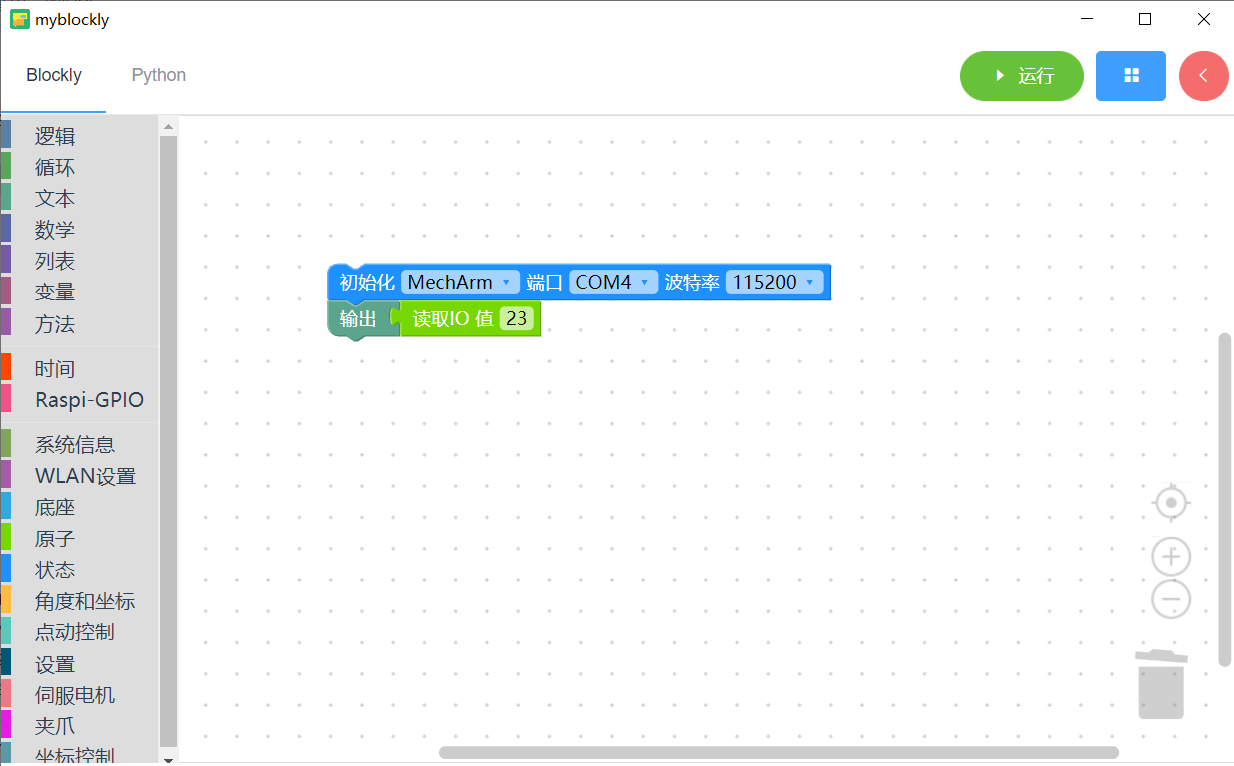 myblockly
Blockly Python 运行
逻辑
循环
文本
数学
列表
变量
方法
时间
Raspi-GPIO
系统信息
WLAN设置
底座
原子
状态
角度和坐标
点动控制
设置
伺服电机
夹爪
坐标控制
初始化 MechArm 端口 COM4 波特率 115200
输出 读取IO 值 23